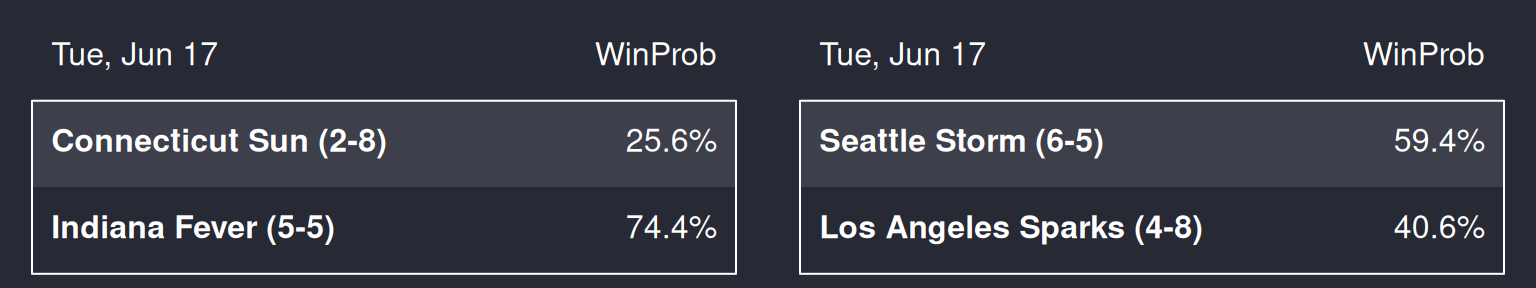 Tue, Jun 17 WinProb
Connecticut Sun (2-8) 25.6%
Indiana Fever (5-5) 74.4%
Tue, Jun 17 WinProb
Seattle Storm (6-5) 59.4%
Los Angeles Sparks (4-8) 40.6%